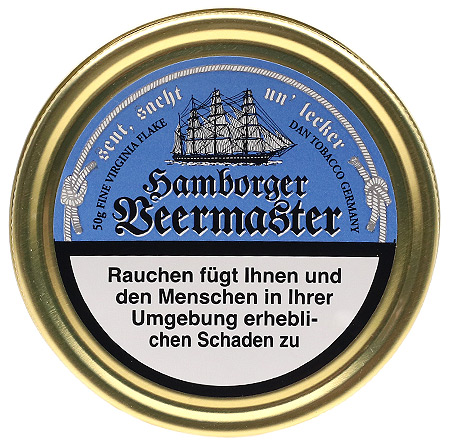 seut, sacht un' lecker
50g FINE VIRGINIA FLAKE
DAN TOBACCO GERMANY
Hamborger
Veermaster
Rauchen fügt Ihnen und
den Menschen in Ihrer
Umgebung erhebli-
chen Schaden zu